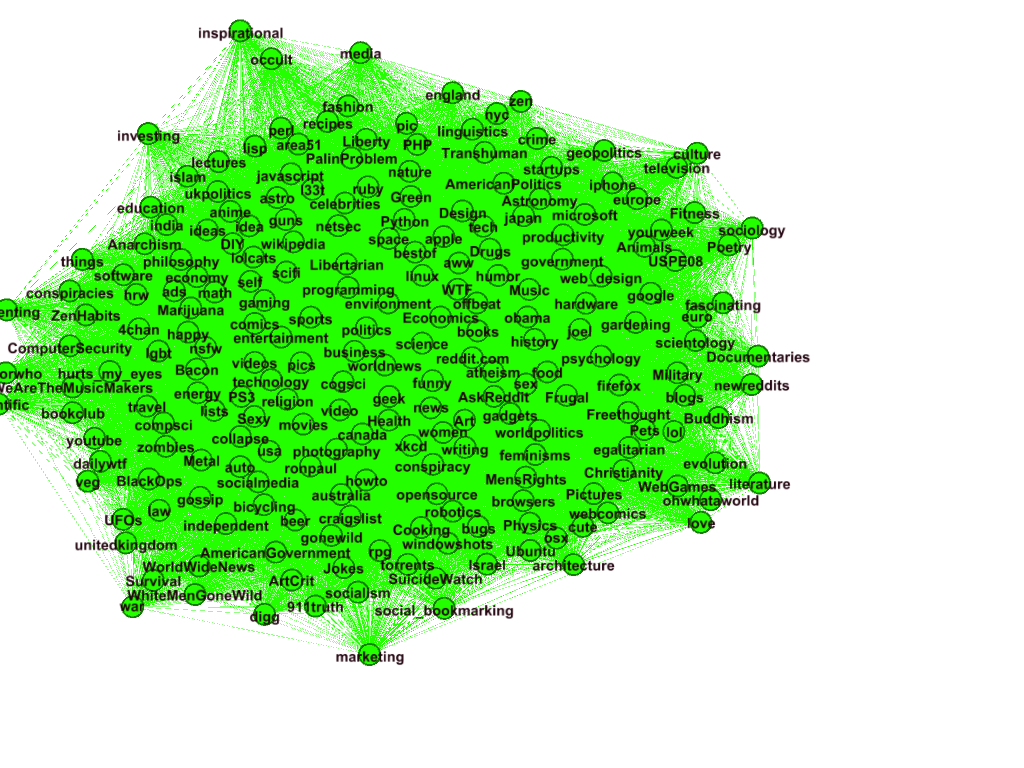 inspirational
occult
media
england
zen
fashion
nyc
recipes
pic
perl
linguistics
investing
area51
Liberty
PHP
crime
lisp
PalinProblem
Transhuman
geopolitics
culture
lectures
nature
startups
television
islam
javascript
l33t
ruby
AmericanPolitics
iphone
ukpolitics
astro
celebrities
Green
Astronomy
europe
education
anime
guns
netsec
Python
Design
japan
microsoft
Fitness
india
ideas
idea
tech
yourweek
sociology
Anarchism
DIY
wikipedia
space
apple
productivity
Animals
Poetry
things
philosophy
lolcats
bestof
Drugs
government
USPE08
software
economy
scifi
Libertarian
linux
aww
humor
web_design
conspiracies
hrw
ads
math
self
programming
WTF
Music
google
enting
ZenHabits
Marijuana
gaming
environment
offbeat
hardware
fascinating
4chan
happy
comics
sports
Economics
obama
gardening
euro
ComputerSecurity
lgbt
nsfw
entertainment
politics
science
books
history
joel
scientology
business
reddit.com
psychology
Documentaries
orwho
hurts_my_eyes
Bacon
videos
pics
worldnews
atheism
food
Military
WeAreTheMusicMakers
technology
cogsci
funny
sex
firefox
newreddits
ntific
energy
PS3
religion
geek
AskReddit
Frugal
blogs
bookclub
travel
lists
Sexy
video
news
gadgets
Freethought
Buddhism
compsci
movies
Health
Art
youtube
collapse
canada
women
worldpolitics
Pets
lol
zombies
usa
photography
xkcd
writing
feminisms
egalitarian
dailywtf
Metal
auto
ronpaul
conspiracy
Christianity
evolution
veg
BlackOps
socialmedia
howto
MensRights
WebGames
literature
gossip
australia
opensource
Pictures
ohwhataworld
UFOs
law
bicycling
browsers
webcomics
independent
beer
craigslist
robotics
Physics
cute
love
unitedkingdom
gonewild
Cooking
bugs
osx
AmericanGovernment
rpg
windowshots
Ubuntu
WorldWideNews
Jokes
torrents
Israel
architecture
Survival
ArtCrit
SuicideWatch
WhiteMenGoneWild
socialism
war
digg
911truth
social_bookmarking
marketing